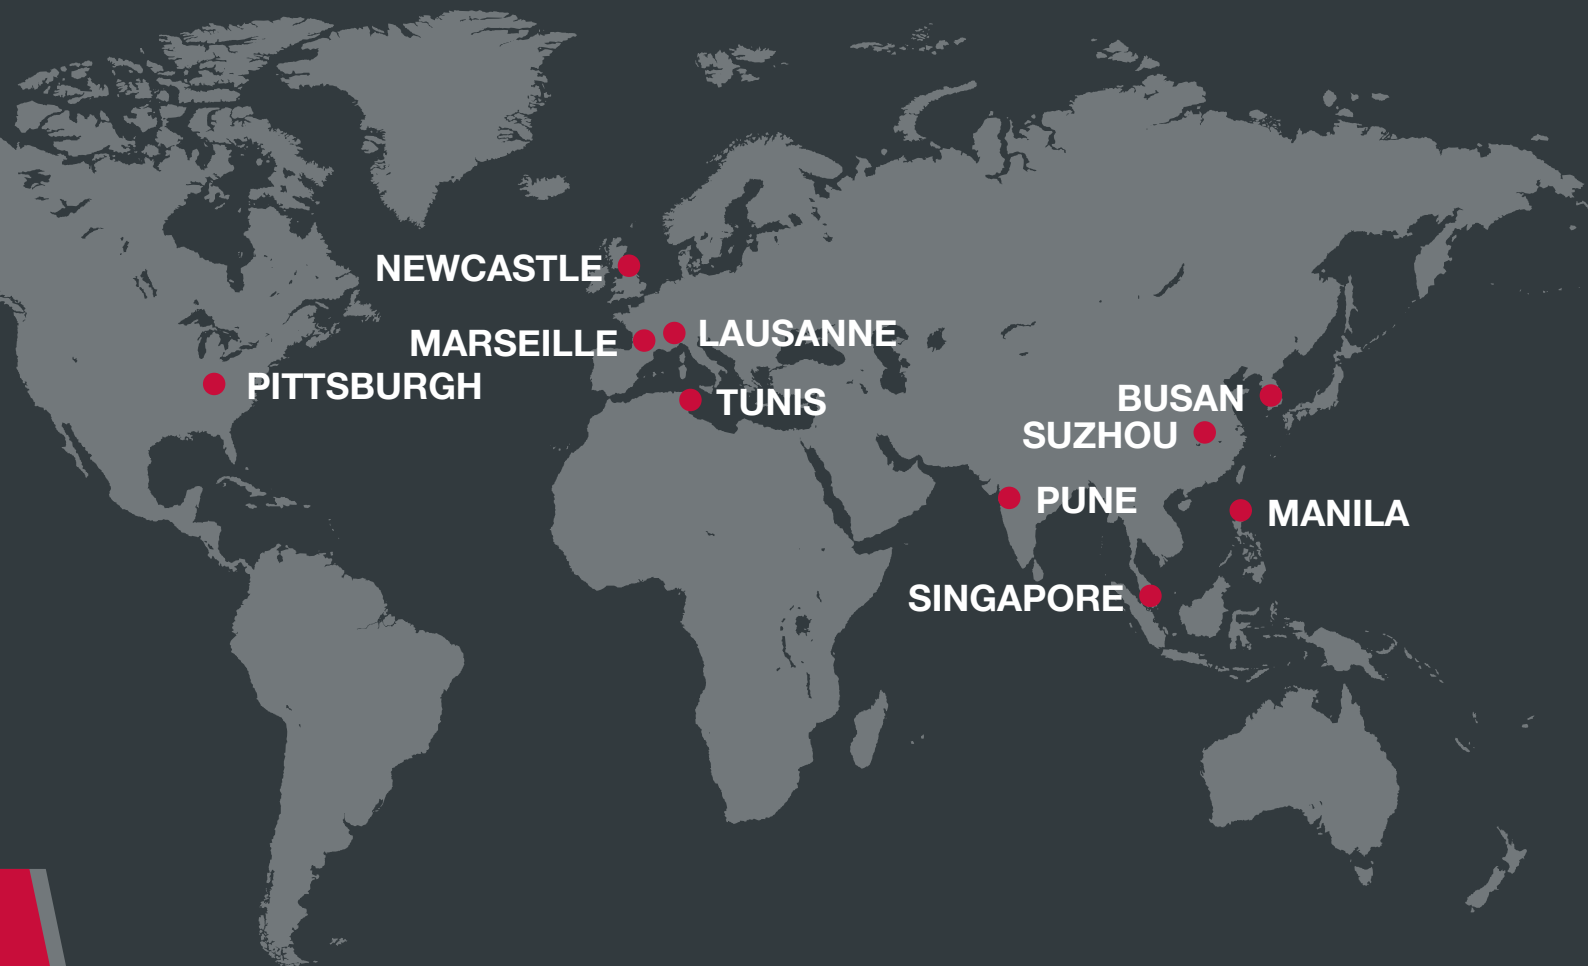 NEWCASTLE
MARSEILLE
LAUSANNE
PITTSBURGH
TUNIS
BUSAN
SUZHOU
PUNE
MANILA
SINGAPORE